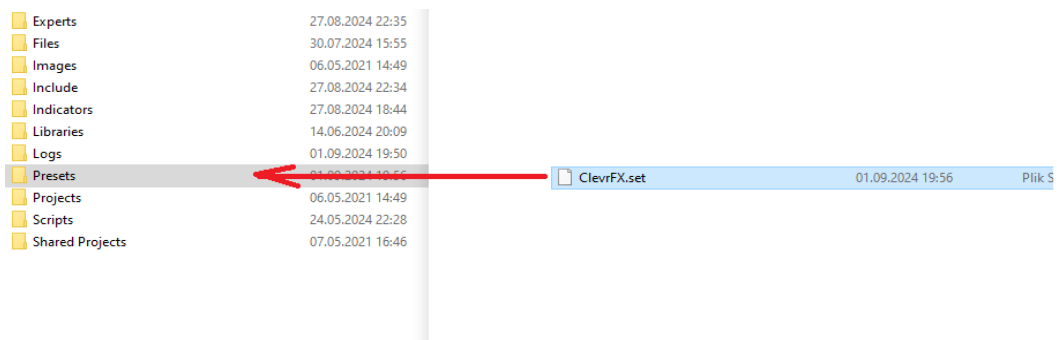 Experts 27.08.2024 22:35
Files 30.07.2024 15:55
Images 06.05.2021 14:49
Include 27.08.2024 22:34
Indicators 27.08.2024 18:44
Libraries 14.06.2024 20:09
Logs 01.09.2024 19:50
Presets
ClevrFX.set 01.09.2024 19:56 Plik S
Projects 06.05.2021 14:49
Scripts 24.05.2024 22:28
Shared Projects 07.05.2021 16:46